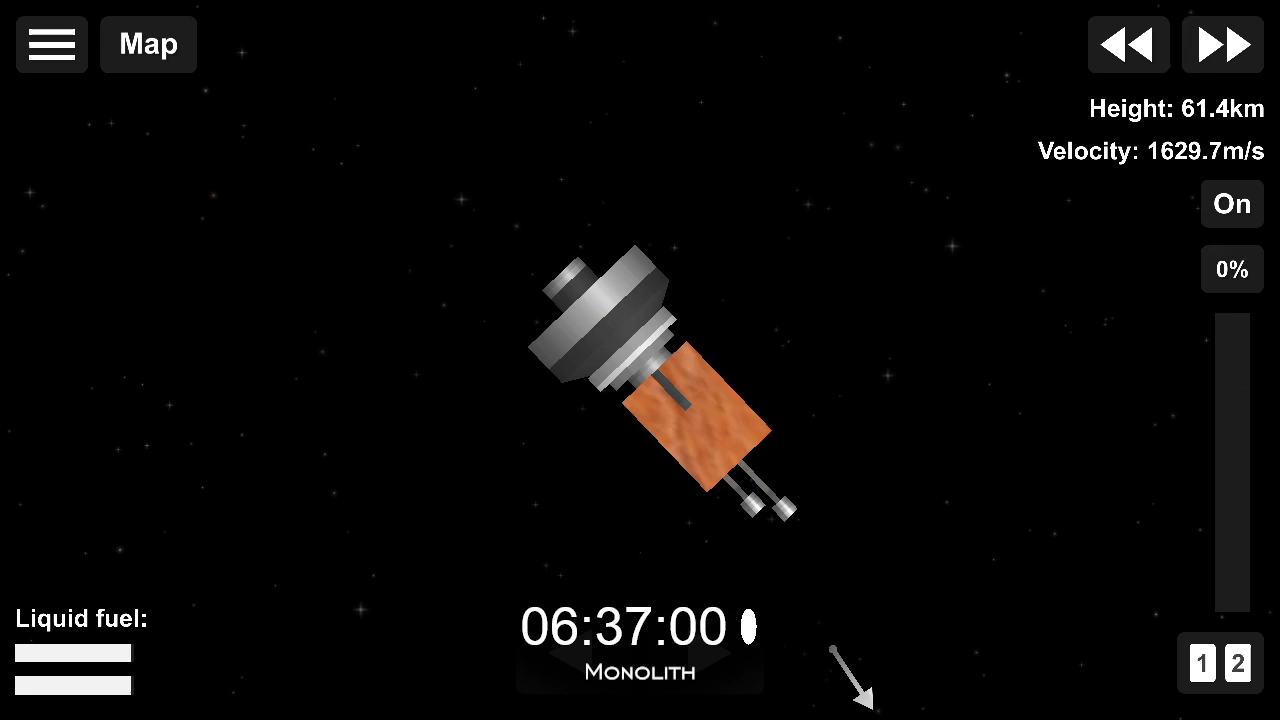 Map
Height: 61.4km
Velocity: 1629.7m/s
On
0%
Liquid fuel:
06:37:00
MONOLITH
1 2